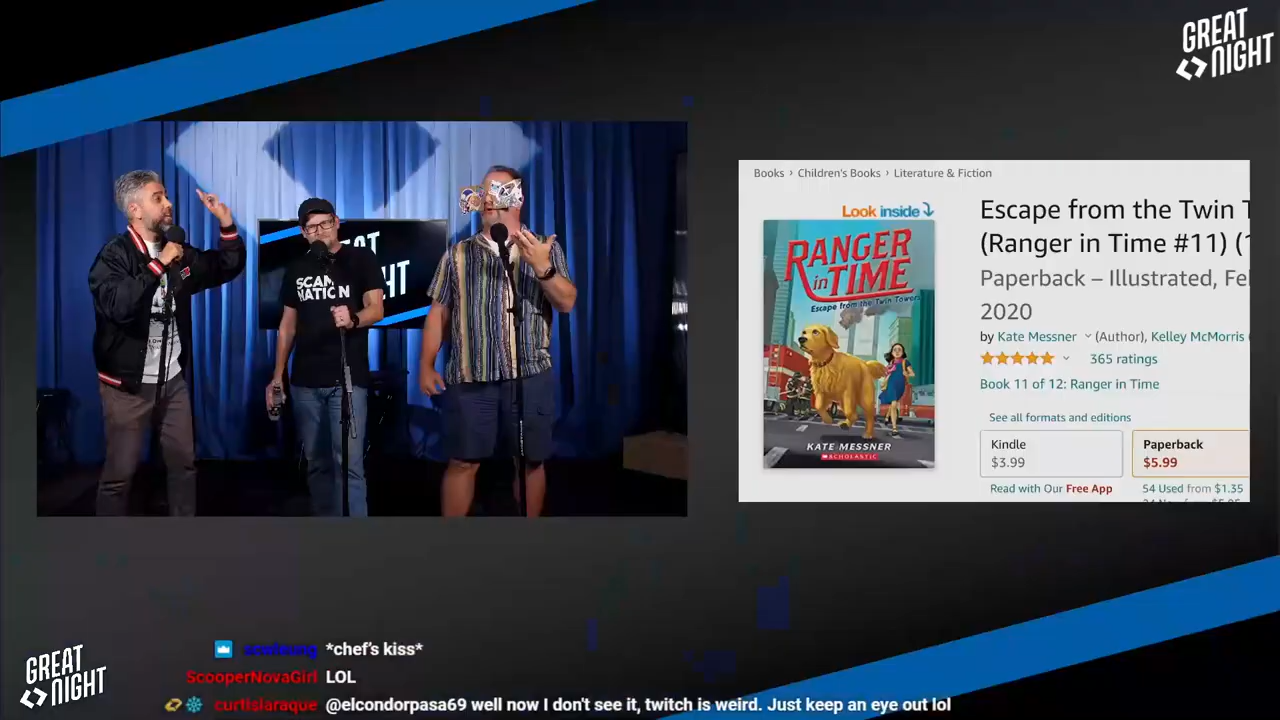 GREAT
NIGHT
Books › Children's Books › Literature & Fiction
Look inside
Escape from the Twin T
(Ranger in Time #11) (
Paperback – Illustrated, Fe
2020
by Kate Messner (Author), Kelley McMorris
365 ratings
Book 11 of 12: Ranger in Time
See all formats and editions
Kindle
$3.99
Paperback
$5.99
Read with Our Free App
54 Used from $1.35
RANGER
in TIME
Escape from the Twin Towers
KATE MESSNER
SCHOLASTIC
SCAM
NATION
GREAT
NIGHT
*chef's kiss*
ScooperNovaGirl LOL
curtislaraque @elcondorpasa69 well now I don't see it, twitch is weird. Just keep an eye out lol